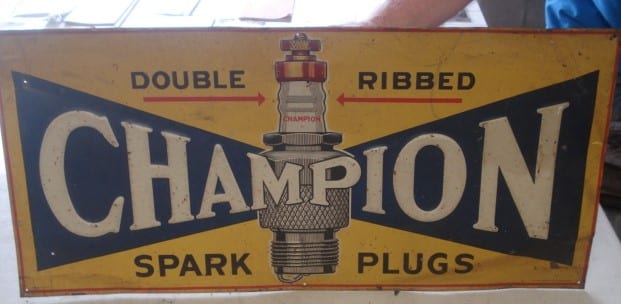 DOUBLE RIBBED
CHAMPION
CHAMPION
SPARK PLUGS